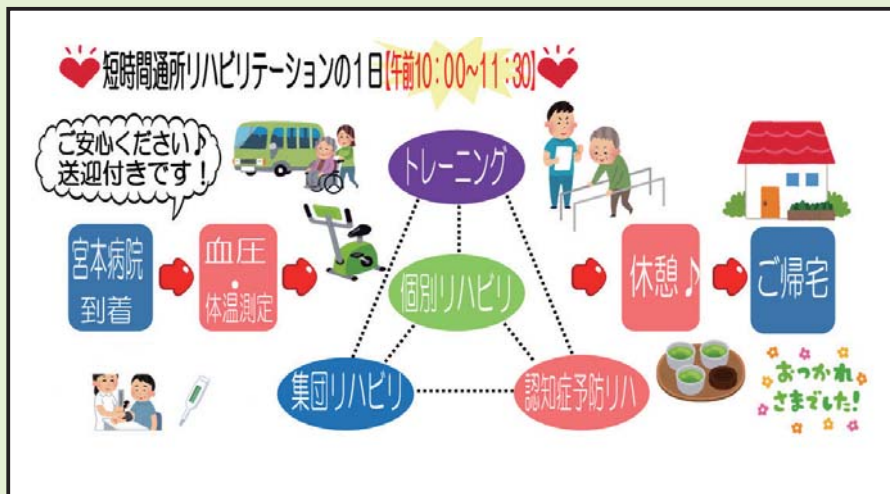 短時間通所リハビリテーションの1日【午前10:00~11:30】
ご安心ください♪
送迎付きです!
トレーニング
宮本病院
到着
血圧
・
体温測定
個別リハビリ
集団リハビリ
認知症予防リハ
休憩♪
ご帰宅
おつかれ
さまでした!